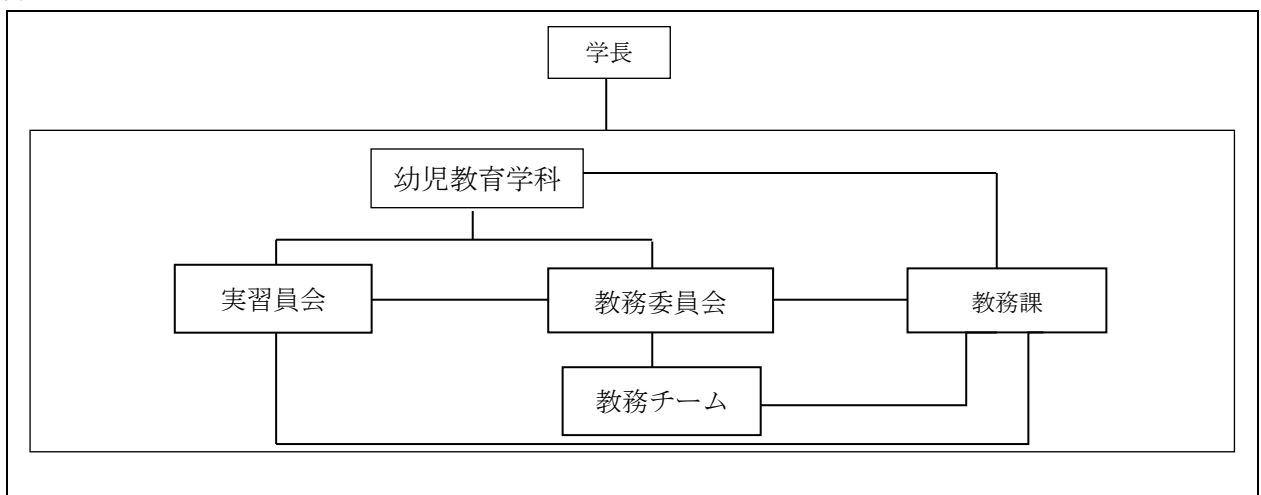 学長
幼児教育学科
実習員会
教務委員会
教務課
教務チーム